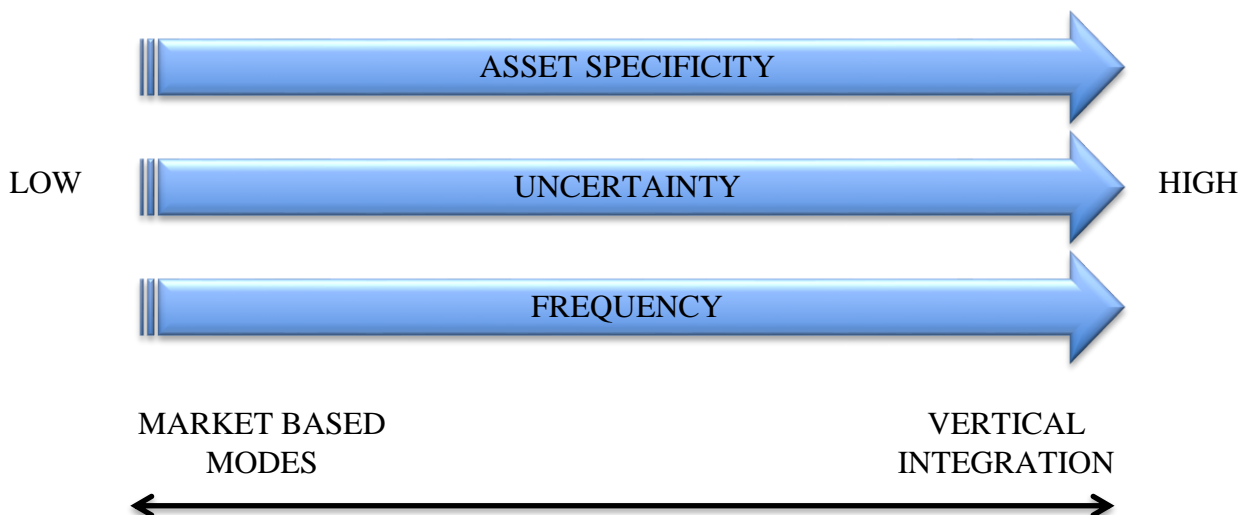 ASSET SPECIFICITY
LOW
UNCERTAINTY
HIGH
FREQUENCY
MARKET BASED
MODES
VERTICAL
INTEGRATION